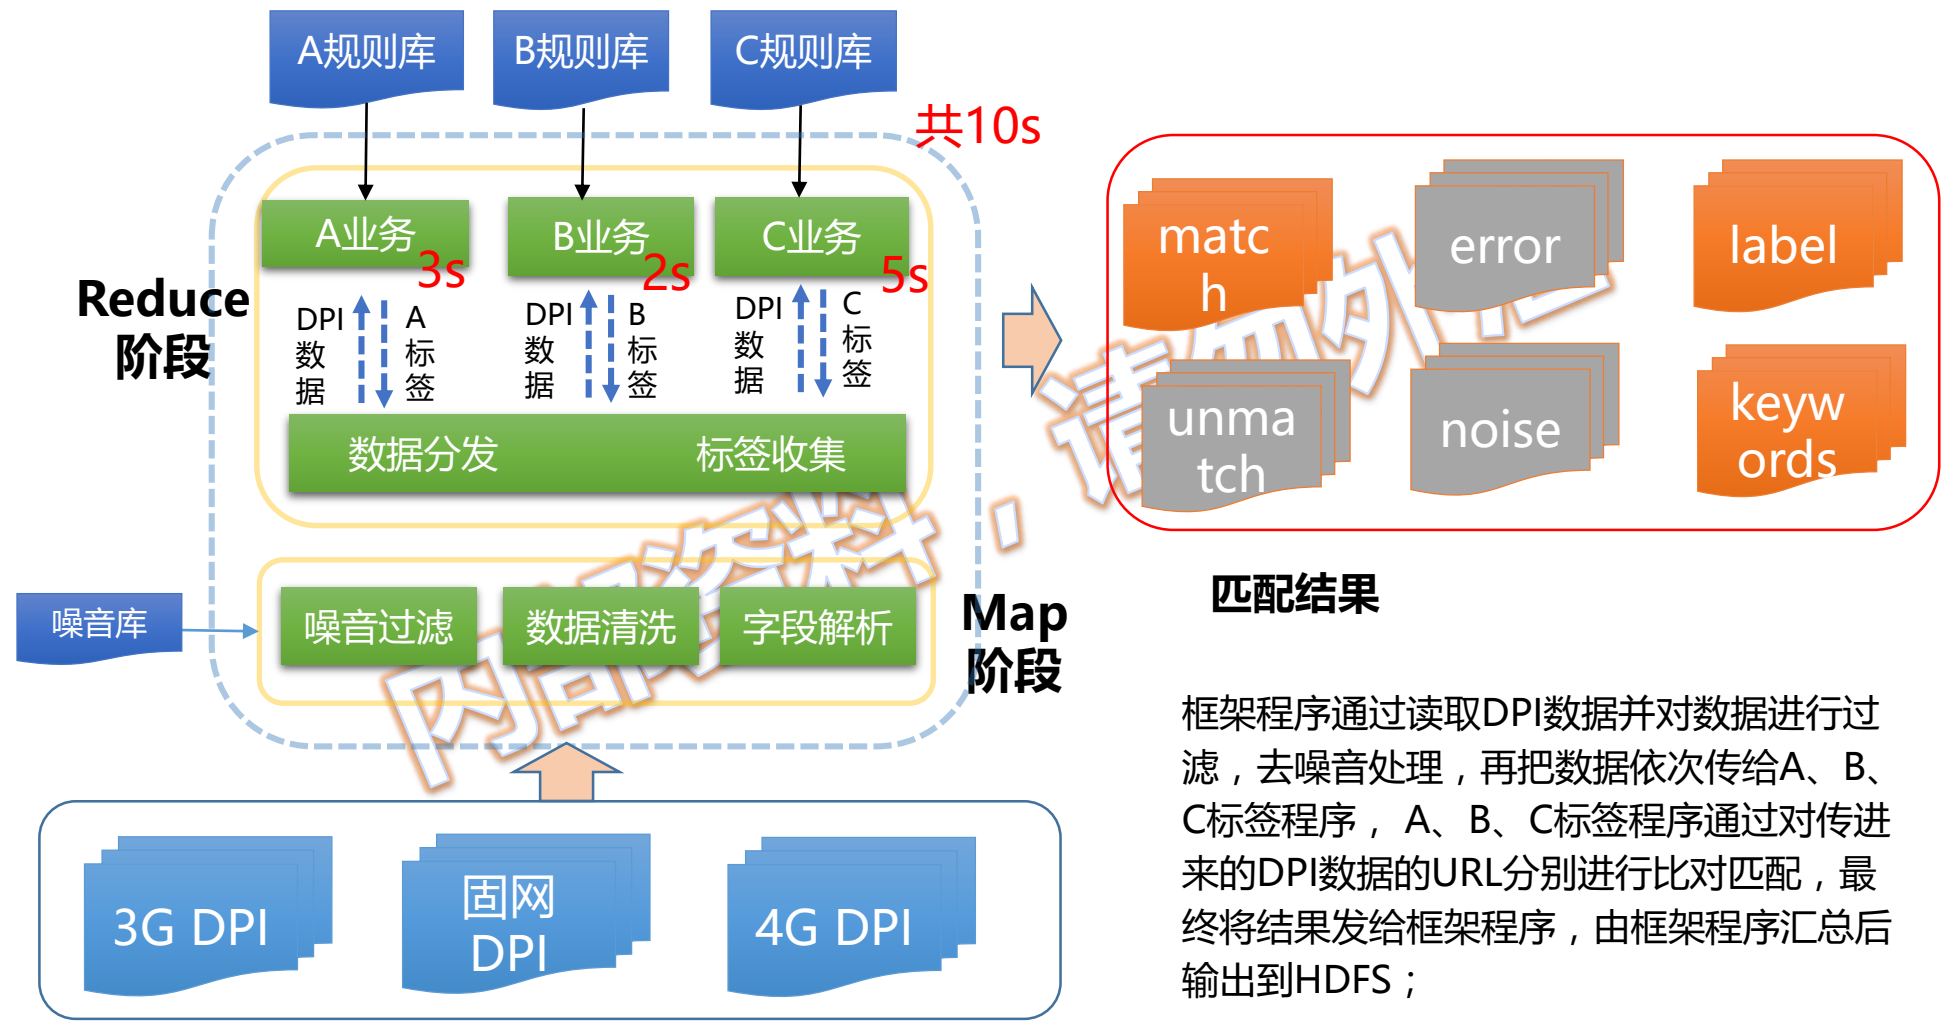 A规则库
B规则库
C规则库
共10s
A业务
3s
B业务
2s
C业务
5s
Reduce
阶段
DPI
数
据
A
标
签
DPI
数
据
B
标
签
DPI
数
据
C
标
签
数据分发
标签收集
噪音库
噪音过滤
数据清洗
字段解析
Map
阶段
3G DPI
固网
DPI
4G DPI
matc
h
error
label
unma
tch
noise
keyw
ords
匹配结果
框架程序通过读取DPI数据并对数据进行过
滤，去噪音处理，再把数据依次传给A、B、
C标签程序， A、B、C标签程序通过对传进
来的DPI数据的URL分别进行比对匹配，最
终将结果发给框架程序，由框架程序汇总后
输出到HDFS；
内部资料，请勿外泄